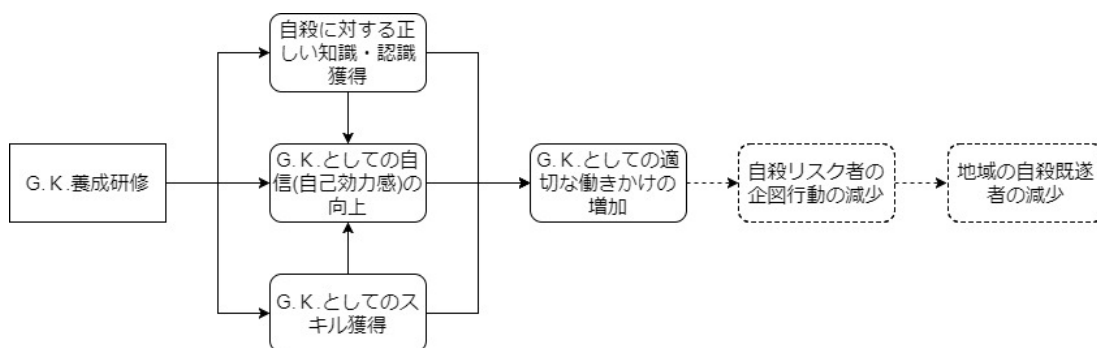 自殺に対する正
しい知識・認識
獲得
G.K.養成研修
G.K.としての自
信(自己効力感)の
向上
G.K.としてのス
キル獲得
G.K.としての適
切な働きかけの
増加
自殺リスク者の
企図行動の減少
地域の自殺既遂
者の減少